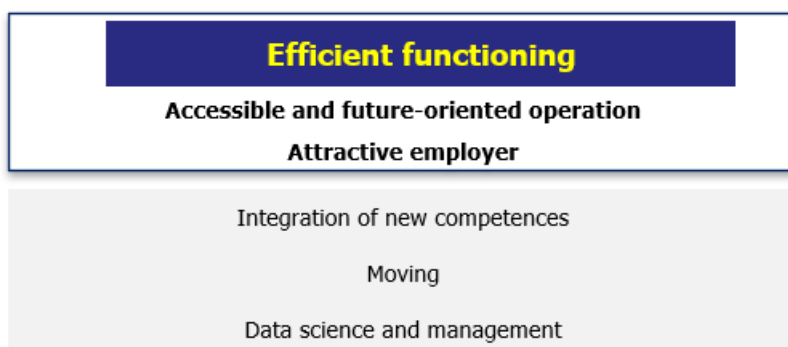 Efficient functioning
Accessible and future-oriented operation
Attractive employer
Integration of new competences
Moving
Data science and management